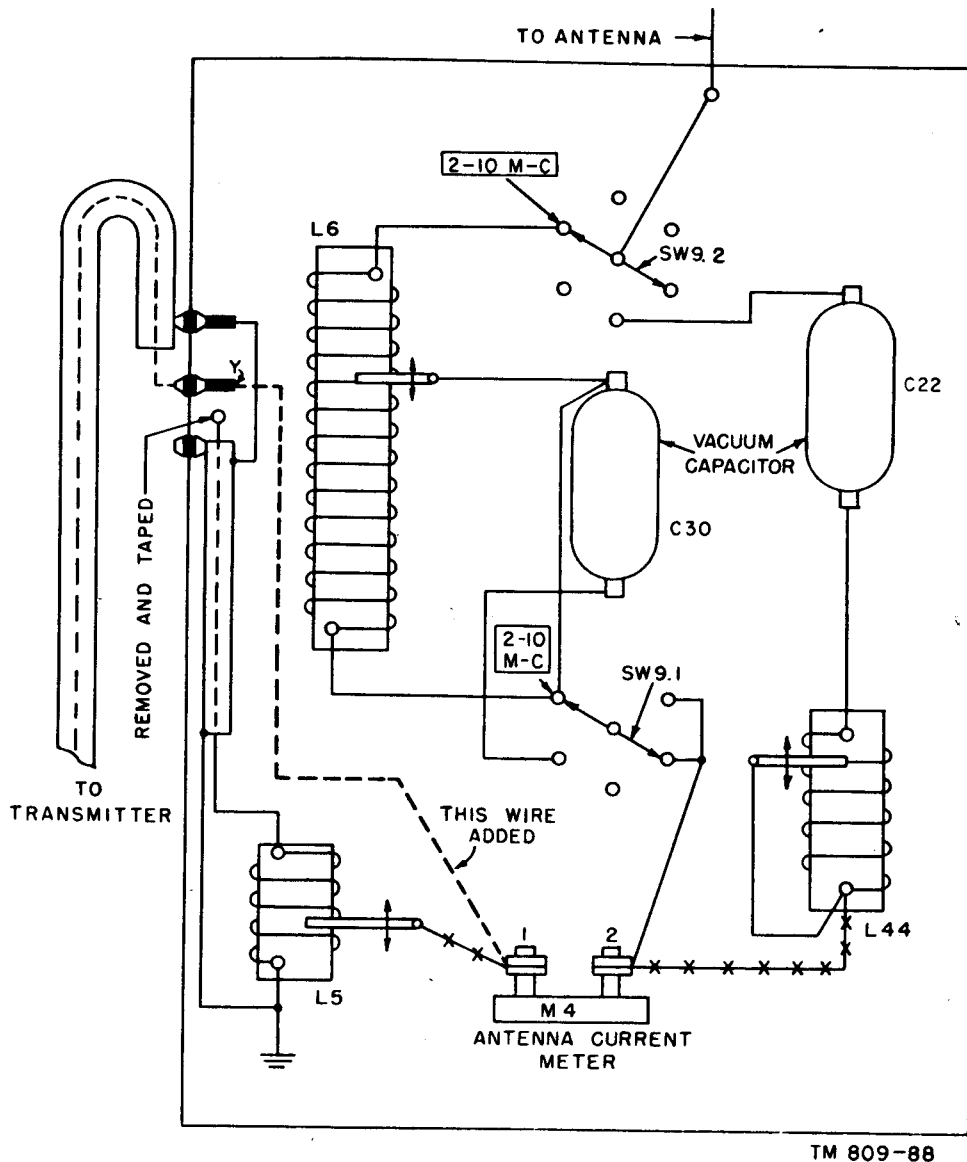 TO ANTENNA
2-10 M-C
L6
SW9.2
Y
C22
VACUUM
CAPACITOR
C30
REMOVED AND TAPED
2-10
M-C
SW9.1
TO
TRANSMITTER
THIS WIRE
ADDED
1
2
L44
L5
M4
ANTENNA CURRENT
METER
TM 809-88